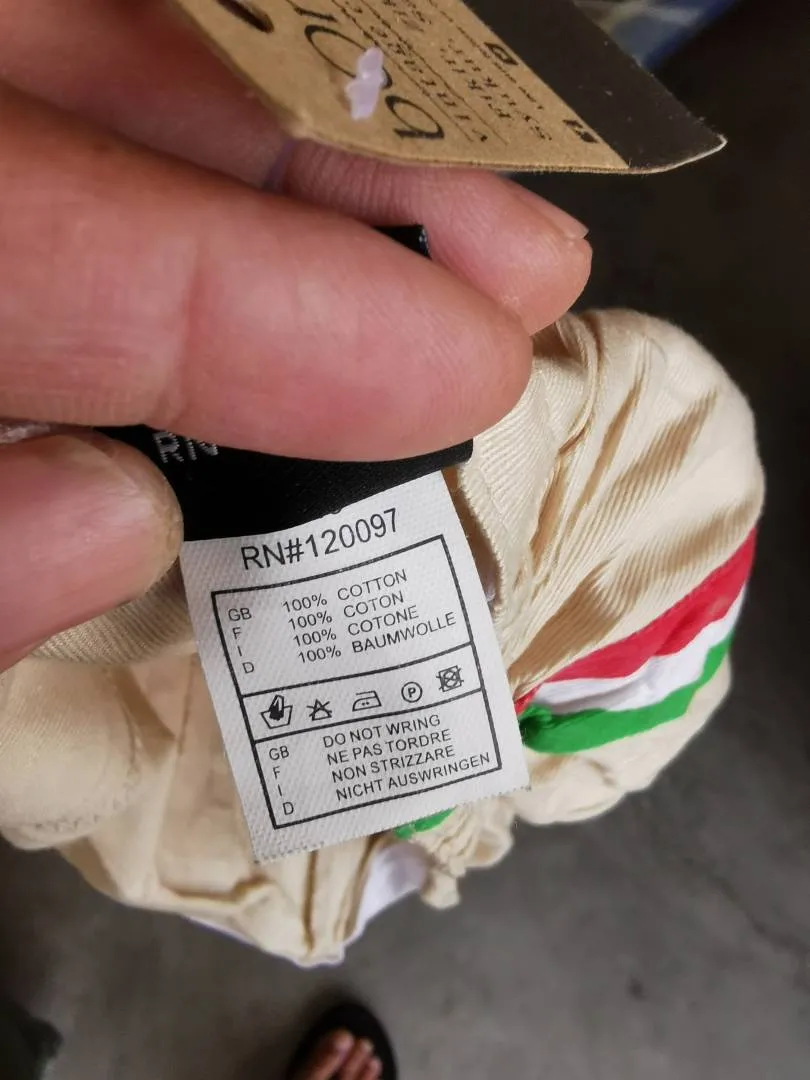 RN
RN#120097
GB 100% COTTON
F 100% COTON
I 100% COTONE
D 100% BAUMWOLLE
P
GB DO NOT WRING
F NE PAS TORDRE
I NON STRIZZARE
D NICHT AUSWRINGEN